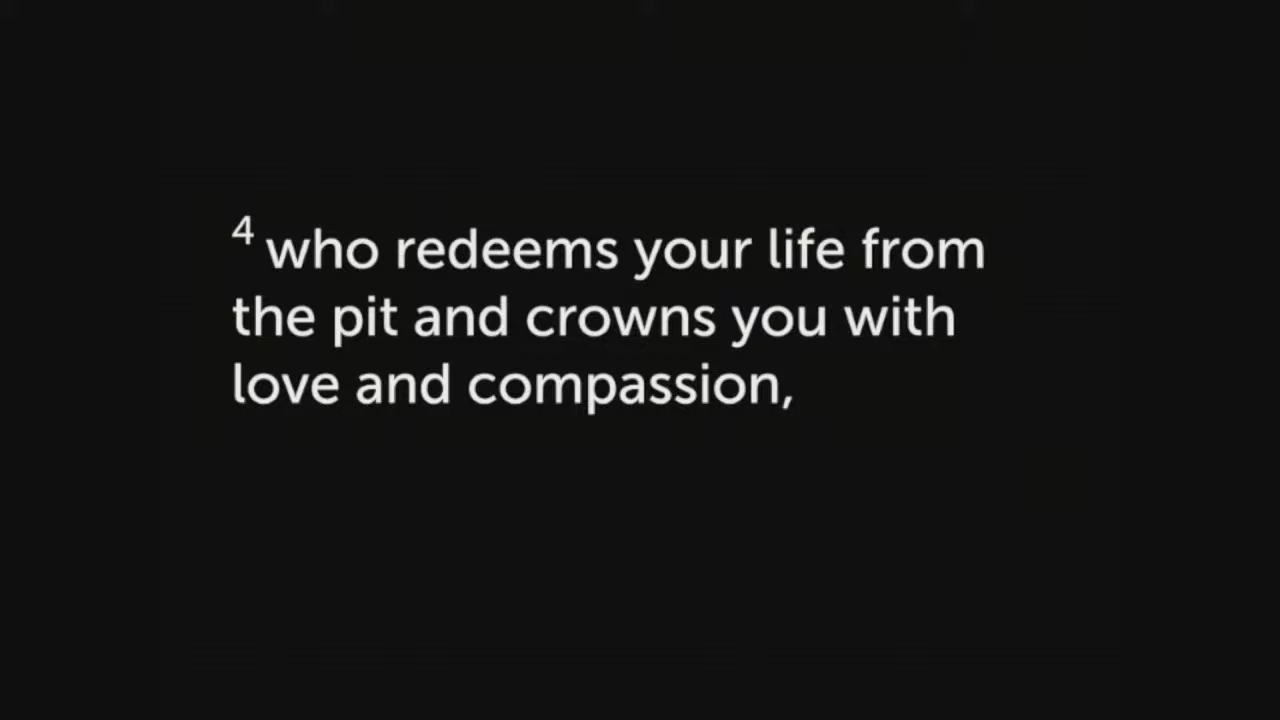 4 who redeems your life from
the pit and crowns you with
love and compassion,